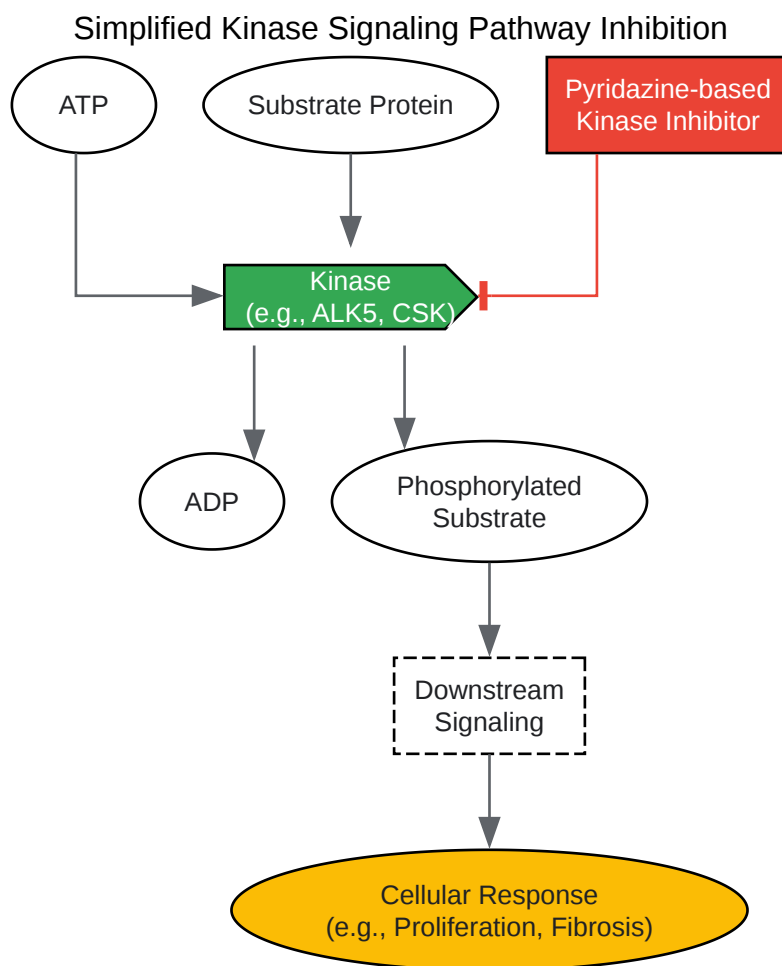 Simplified Kinase Signaling Pathway Inhibition
ATP
Substrate Protein
Pyridazine-based
Kinase Inhibitor
Kinase
(e.g., ALK5, CSK)
ADP
Phosphorylated
Substrate
Downstream
Signaling
Cellular Response
(e.g., Proliferation, Fibrosis)